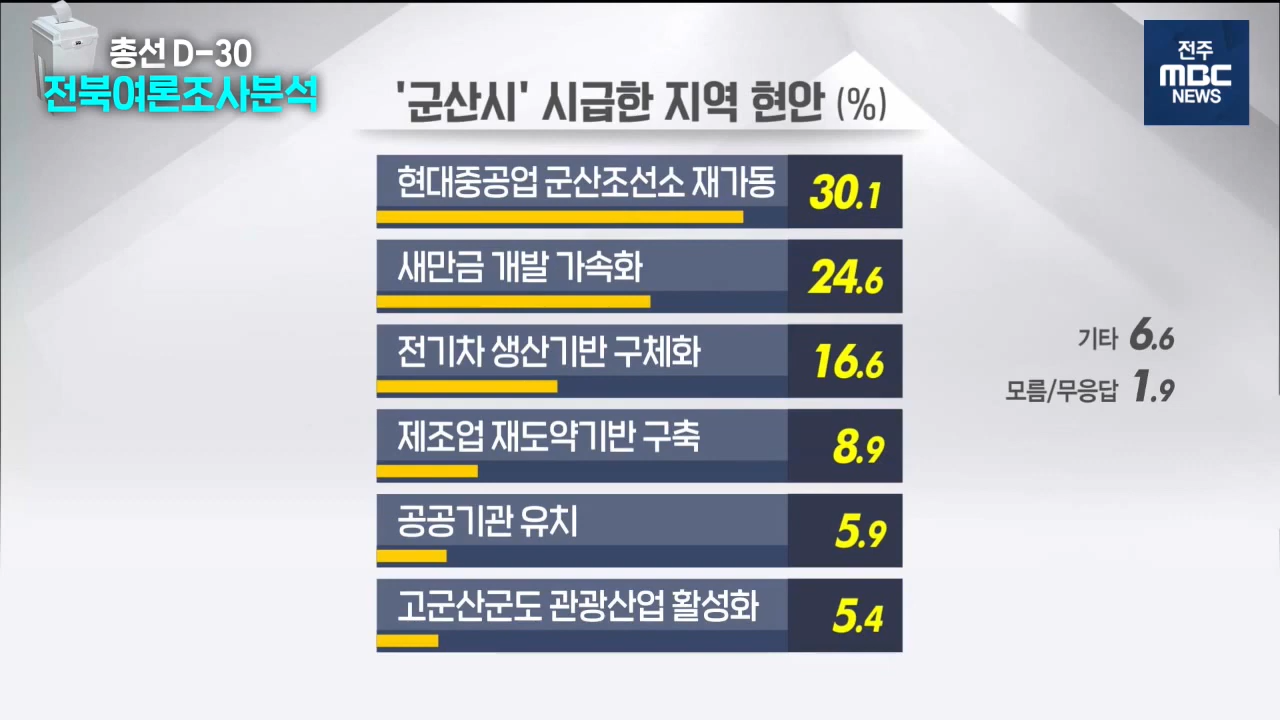 총선 D-30
전북여론조사분석
전주
MBC
NEWS
'군산시' 시급한 지역 현안 (%)
현대중공업 군산조선소 재가동 30.1
새만금 개발 가속화 24.6
전기차 생산기반 구체화 16.6
제조업 재도약기반 구축 8.9
공공기관 유치 5.9
고군산군도 관광산업 활성화 5.4
기타 6.6
모름/무응답 1.9